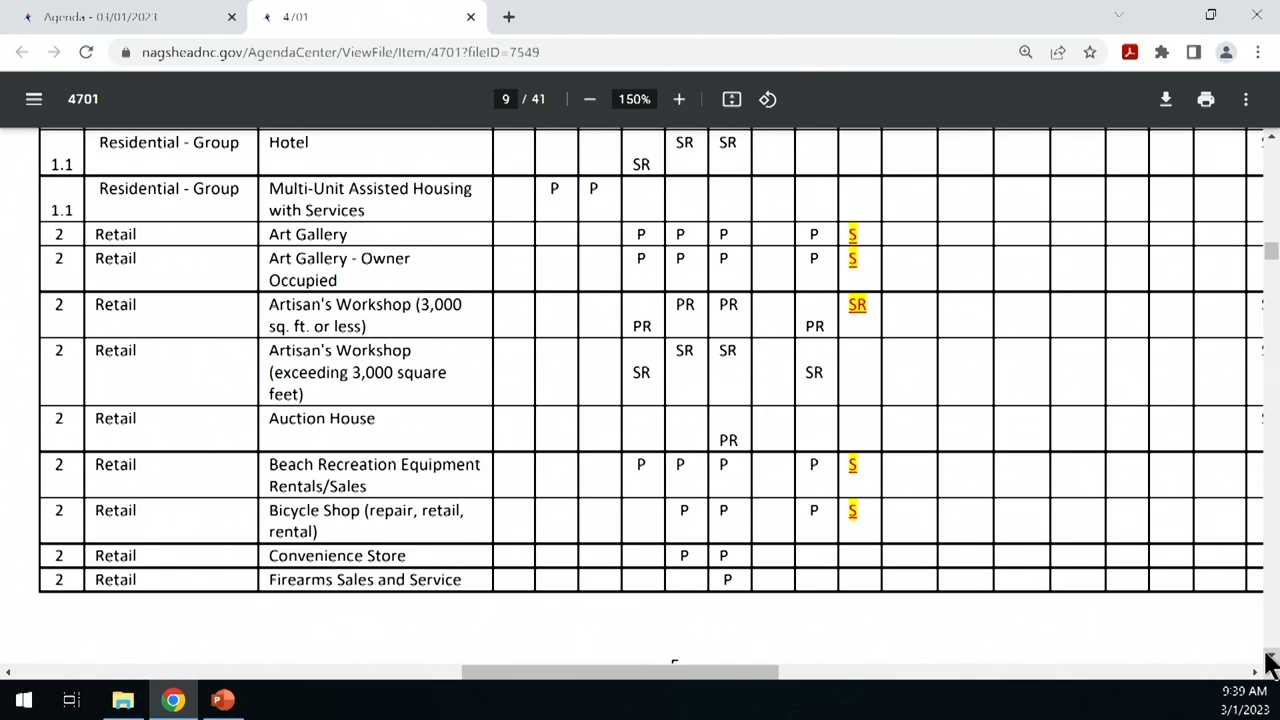 Agenda - 03/01/2023
4701
nagsheadnc.gov/AgendaCenter/ViewFile/Item/4701?fileID=7549
4701
9 / 41
150%
Residential - Group Hotel SR SR
1.1 SR
Residential - Group Multi-Unit Assisted Housing P P
1.1 with Services
2 Retail Art Gallery P P P P S
2 Retail Art Gallery - Owner P P P P S
Occupied
2 Retail Artisan's Workshop (3,000 PR PR SR
sq. ft. or less) PR PR
2 Retail Artisan's Workshop SR SR
(exceeding 3,000 square SR SR
feet)
2 Retail Auction House
PR
2 Retail Beach Recreation Equipment P P P P S
Rentals/Sales
2 Retail Bicycle Shop (repair, retail, P P P S
rental)
2 Retail Convenience Store P P
2 Retail Firearms Sales and Service P
9:39 AM
3/1/2023